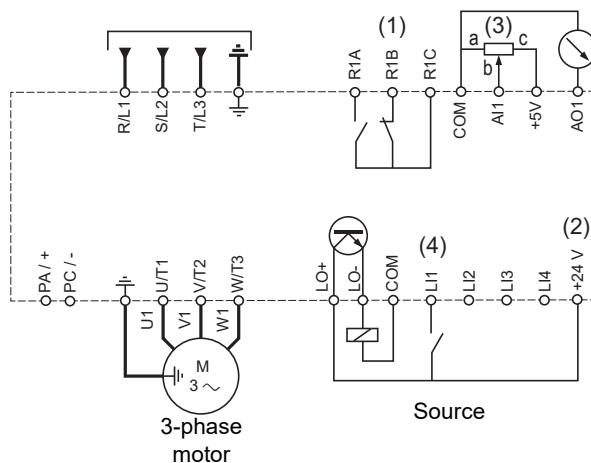 (1)
(3)
a
c
b
R1A
R1B
R1C
R/L1
S/L2
T/L3
COM
AI1
+5V
AO1
(4)
(2)
PA / +
PC / -
U/T1
V/T2
W/T3
LO+
LO-
COM
LI1
LI2
LI3
LI4
+24 V
U1
V1
W1
M
3 ~
3-phase
motor
Source